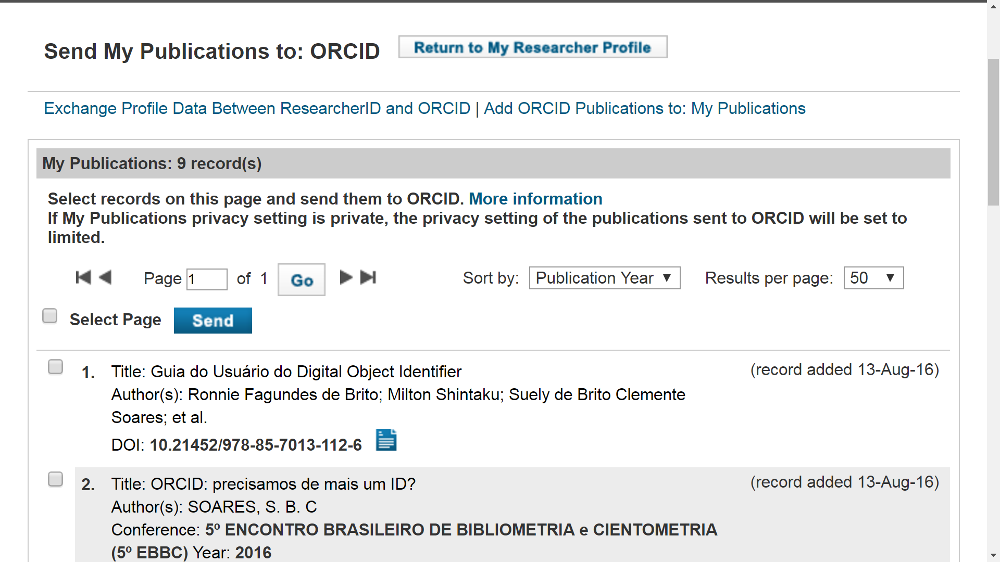 Send My Publications to: ORCID
Return to My Researcher Profile
Exchange Profile Data Between ResearcherID and ORCID | Add ORCID Publications to: My Publications
My Publications: 9 record(s)
Select records on this page and send them to ORCID. More information
If My Publications privacy setting is private, the privacy setting of the publications sent to ORCID will be set to
limited.
Page 1 of 1 Go Sort by: Publication Year Results per page: 50
Select Page Send
1. Title: Guia do Usuário do Digital Object Identifier (record added 13-Aug-16)
Author(s): Ronnie Fagundes de Brito; Milton Shintaku; Suely de Brito Clemente
Soares; et al.
DOI: 10.21452/978-85-7013-112-6
2. Title: ORCID: precisamos de mais um ID? (record added 13-Aug-16)
Author(s): SOARES, S. B. C
Conference: 5º ENCONTRO BRASILEIRO DE BIBLIOMETRIA e CIENTOMETRIA
(5º EBBC) Year: 2016